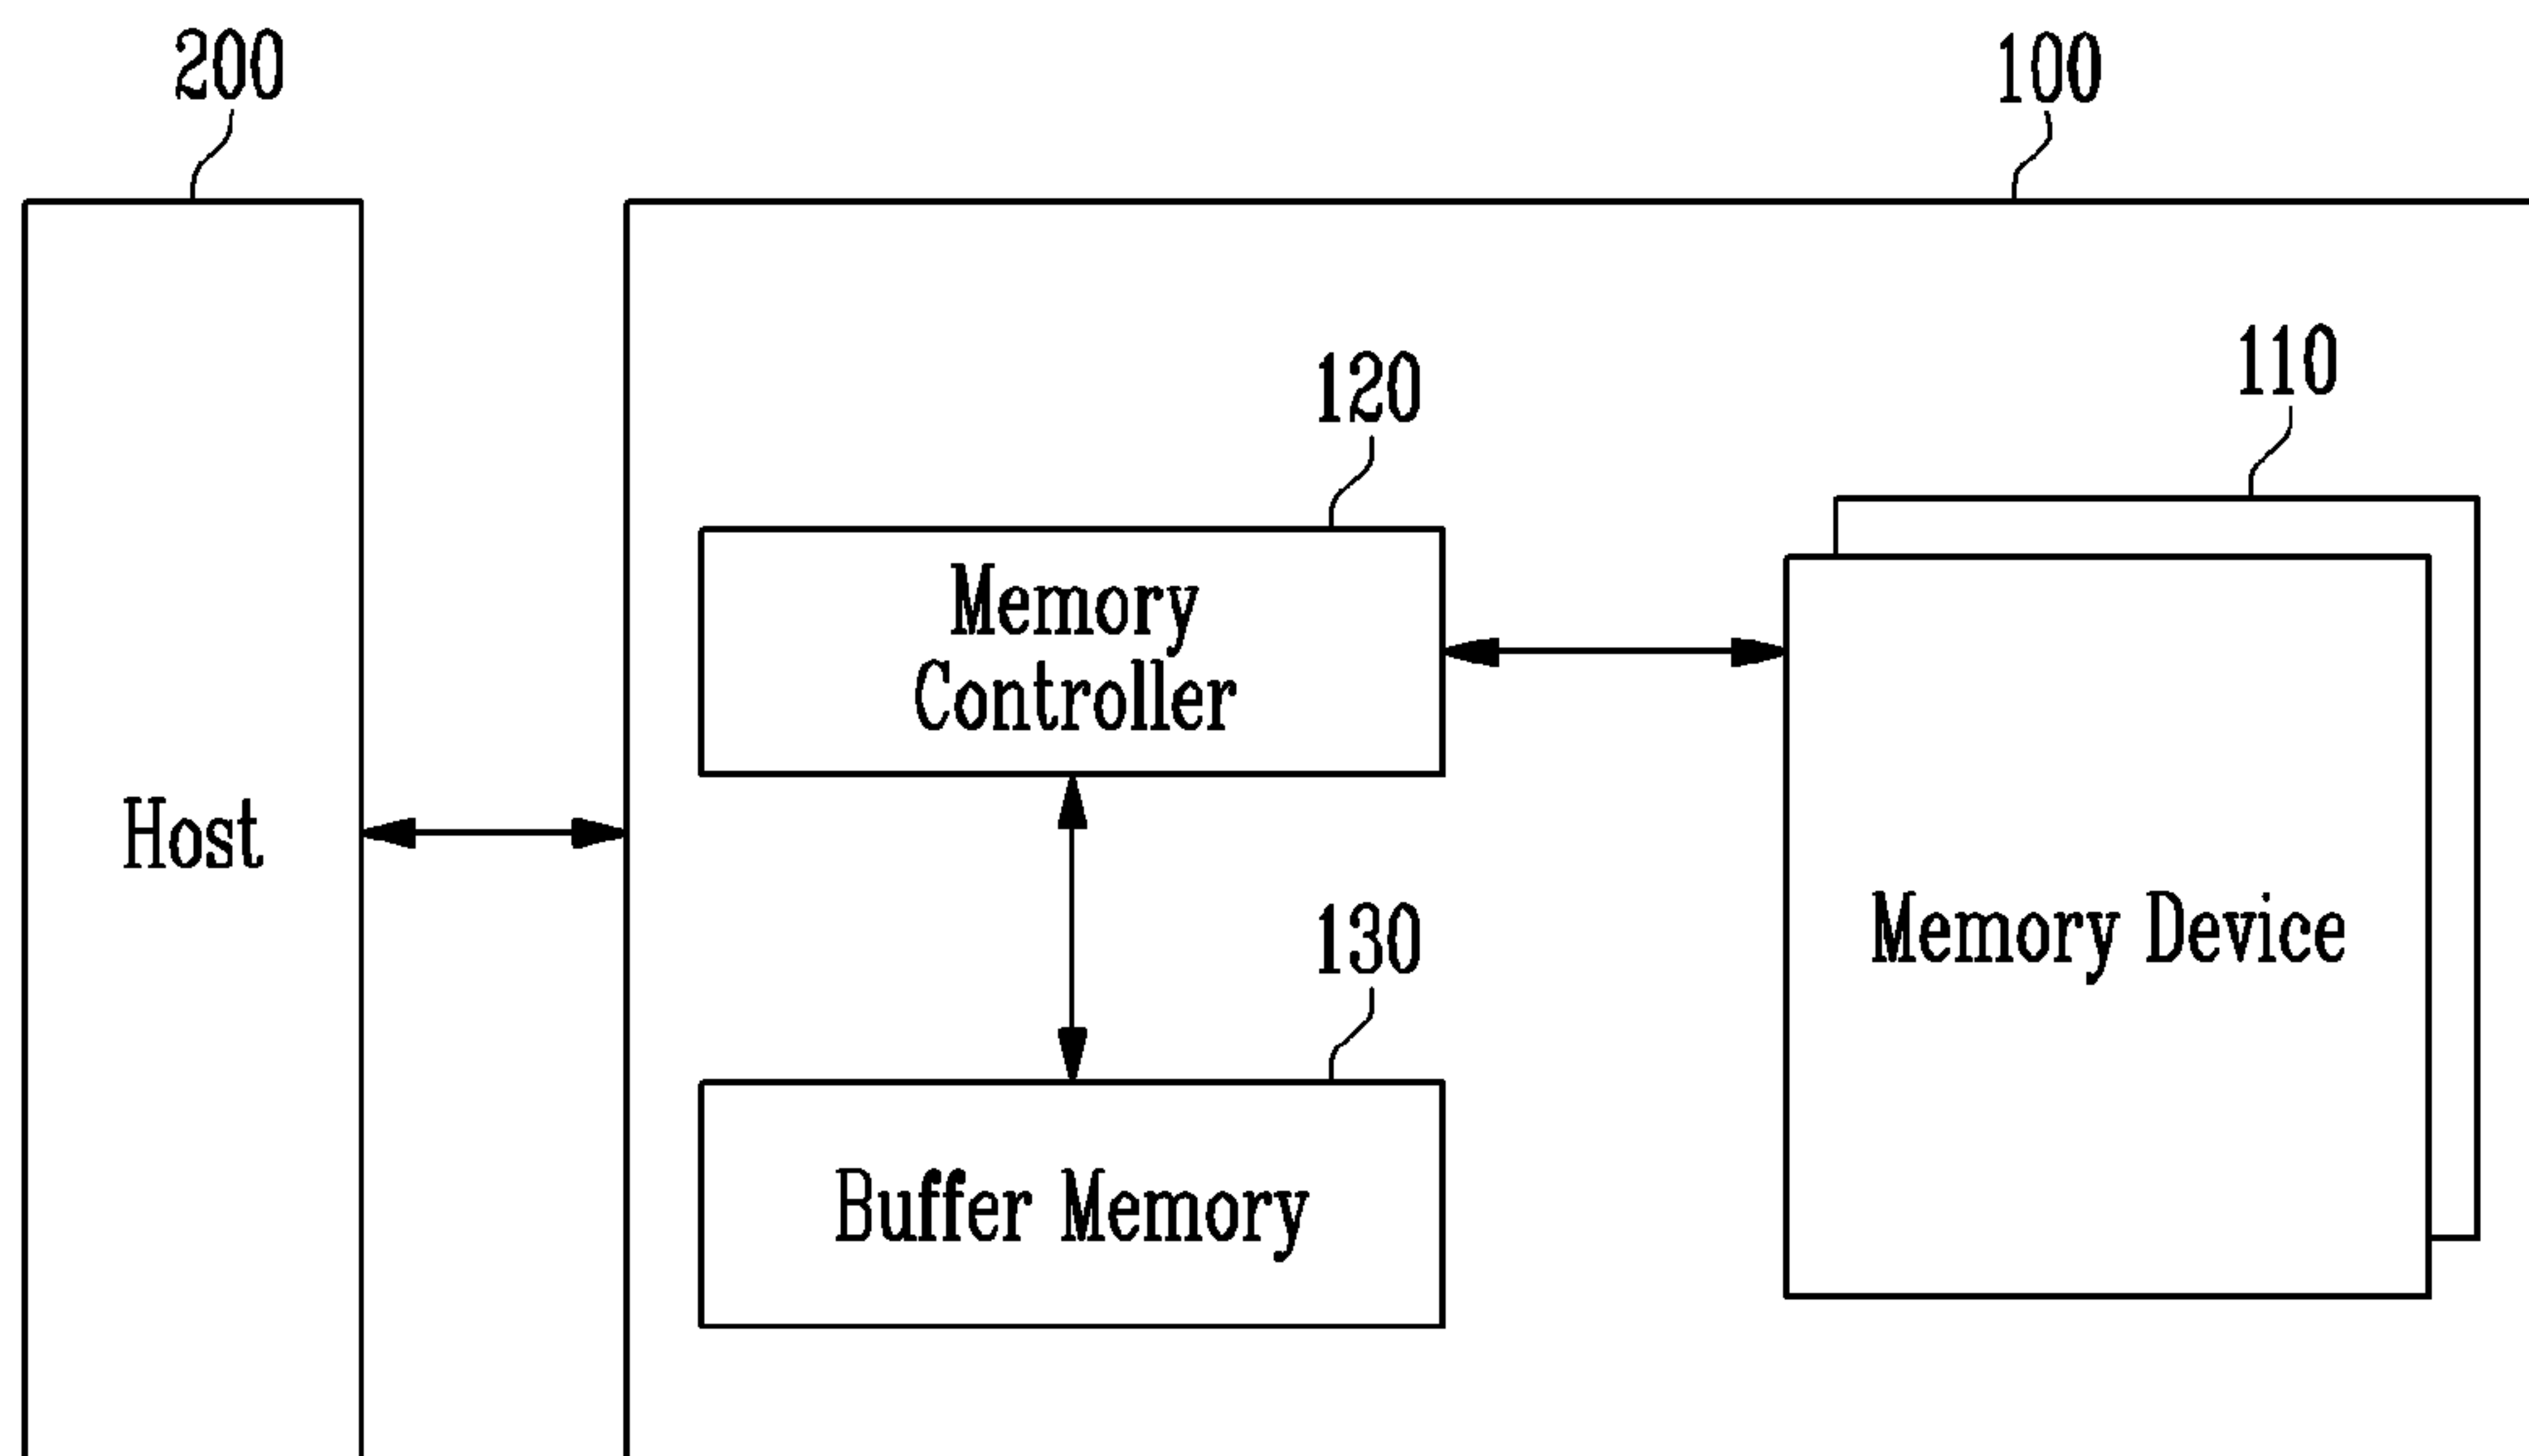 200
100
120
110
Memory
Controller
Host
130
Memory Device
Buffer Memory